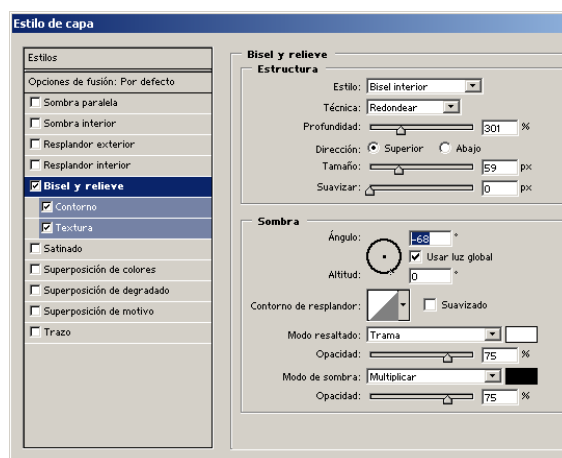 Estilo de capa
Estilos
Opciones de fusión: Por defecto
Sombra paralela
Sombra interior
Resplandor exterior
Resplandor interior
Bisel y relieve
Contorno
Textura
Satinado
Superposición de colores
Superposición de degradado
Superposición de motivo
Trazo
Bisel y relieve
Estructura
Estilo: Bisel interior
Técnica: Redondear
Profundidad: 301 %
Dirección: Superior Abajo
Tamaño: 59 px
Suavizar: 0 px
Sombra
Ángulo: -68 °
Usar luz global
Altitud: 0 °
Contorno de resplandor: Suavizado
Modo resaltado: Trama
Opacidad: 75 %
Modo de sombra: Multiplicar
Opacidad: 75 %